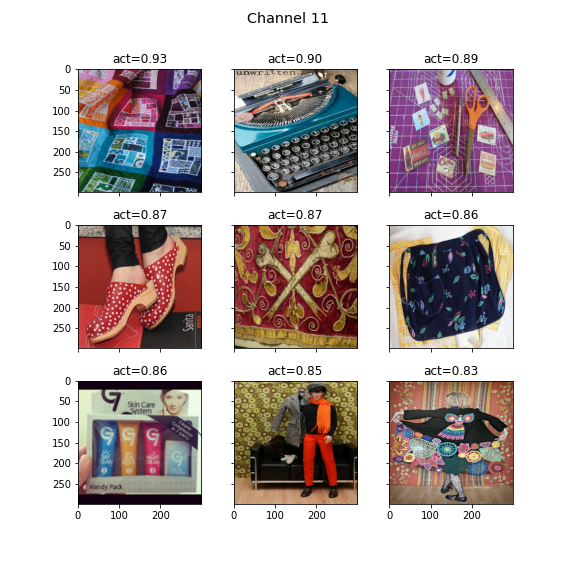 Channel 11
act=0.93
act=0.90
act=0.89
0
50
100
150
200
250
unwritten.
act=0.87
act=0.87
act=0.86
0
50
100
150
200
250
Santa
act=0.86
act=0.85
act=0.83
0
50
100
150
200
250
G
Skin Care
System
G
G
G
G
Handy Pack
0
100
200
0
100
200
0
100
200